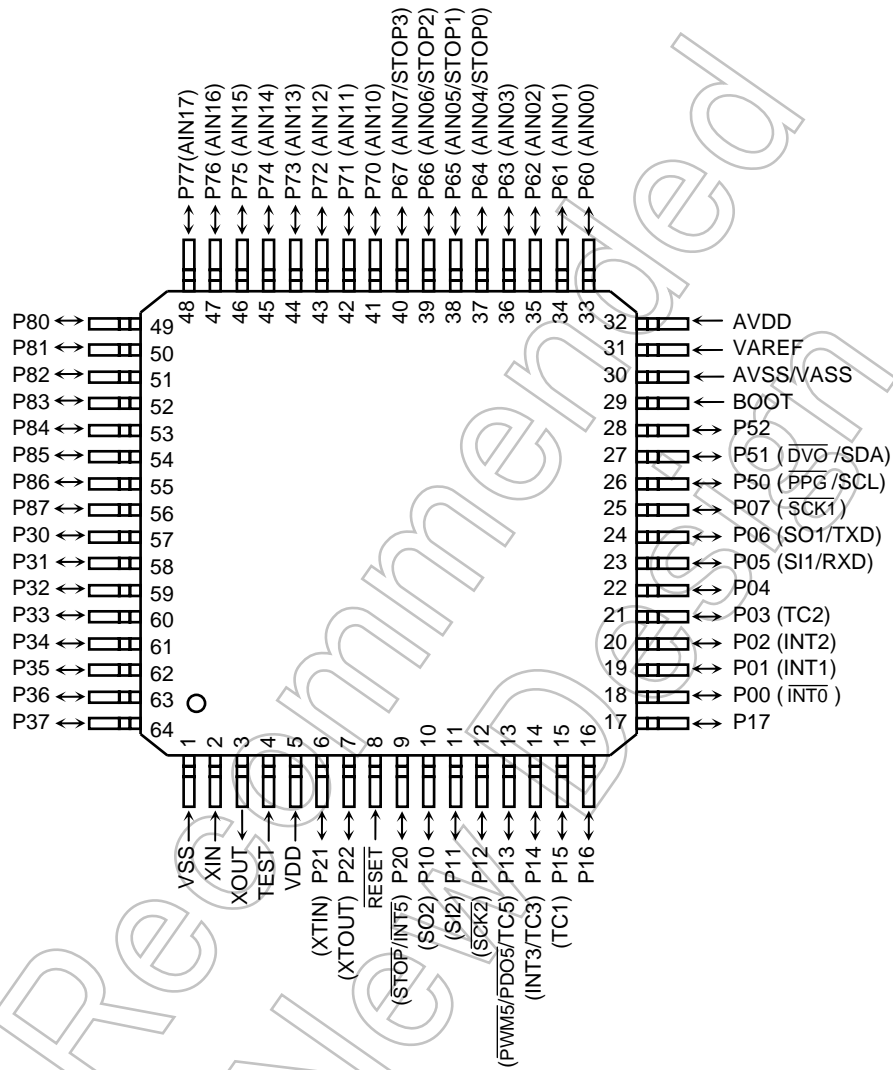 P77(AIN17)
P76 (AIN16)
P75 (AIN15)
P74 (AIN14)
P73 (AIN13)
P72 (AIN12)
P71 (AIN11)
P70 (AIN10)
P67 (AIN07/STOP3)
P66 (AIN06/STOP2)
P65 (AIN05/STOP1)
P64 (AIN04/STOP0)
P63 (AIN03)
P62 (AIN02)
P61 (AIN01)
P60 (AIN00)
48 47 46 45 44 43 42 41 40 39 38 37 36 35 34 33
P80 49
P81 50
P82 51
P83 52
P84 53
P85 54
P86 55
P87 56
P30 57
P31 58
P32 59
P33 60
P34 61
P35 62
P36 63
P37 64
32 AVDD
31 VAREF
30 AVSS/VASS
29 BOOT
28 P52
27 P51 (DVO/SDA)
26 P50 (PPG/SCL)
25 P07 (SCK1)
24 P06 (SO1/TXD)
23 P05 (SI1/RXD)
22 P04
21 P03 (TC2)
20 P02 (INT2)
19 P01 (INT1)
18 P00 (INT0)
17 P17
1 2 3 4 5 6 7 8 9 10 11 12 13 14 15 16
VSS
XIN
XOUT
TEST
VDD
(XTIN) P21
(XTOUT) P22
RESET
(STOP/INT5) P20
(SO2) P10
(SI2) P11
(SCK2) P12
(PWM5/PDO5/TC5) P13
(INT3/TC3) P14
(TC1) P15
P16
Recommended
New Design